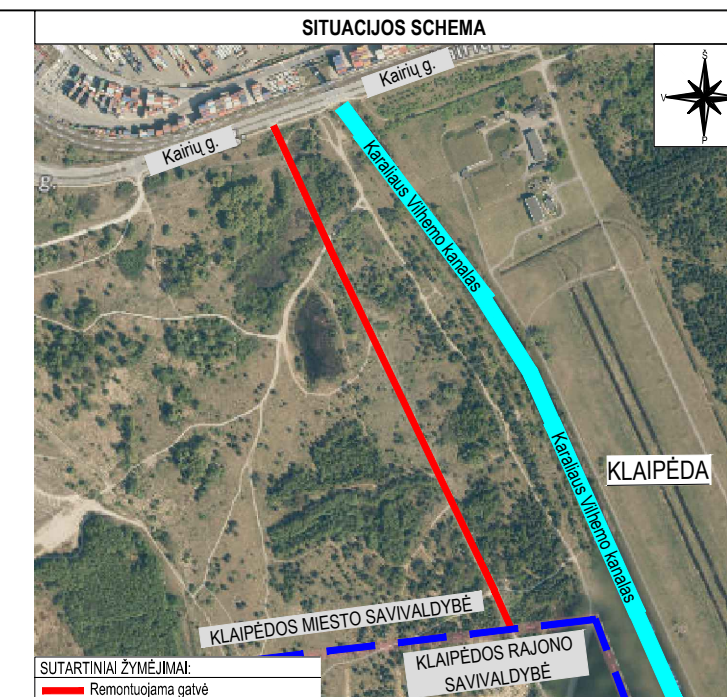 SITUACIJOS SCHEMA
Š
V
P
Kairių g.
Kairių g.
g.
Karaliaus Vilhemo kanalas
Karaliaus Vilhemo kanalas
KLAIPĖDA
KLAIPĖDOS MIESTO SAVIVALDYBĖ
KLAIPĖDOS RAJONO
SAVIVALDYBĖ
SUTARTINIAI ŽYMĖJIMAI:
Remontuojama gatvė